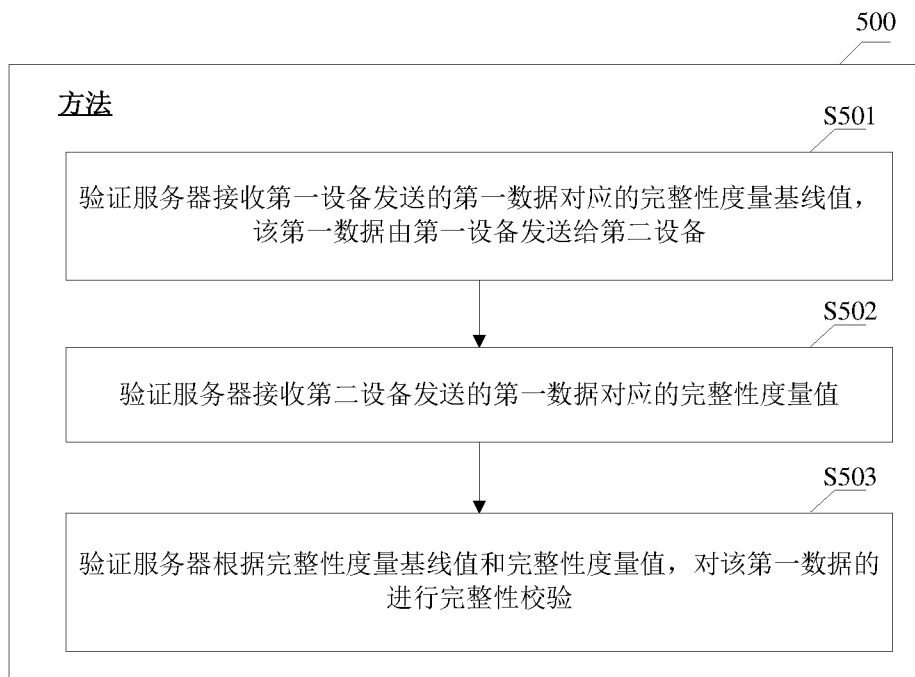 500
方法
S501
验证服务器接收第一设备发送的第一数据对应的完整性度量基线值，
该第一数据由第一设备发送给第二设备
S502
验证服务器接收第二设备发送的第一数据对应的完整性度量值
S503
验证服务器根据完整性度量基线值和完整性度量值，对该第一数据的
进行完整性校验